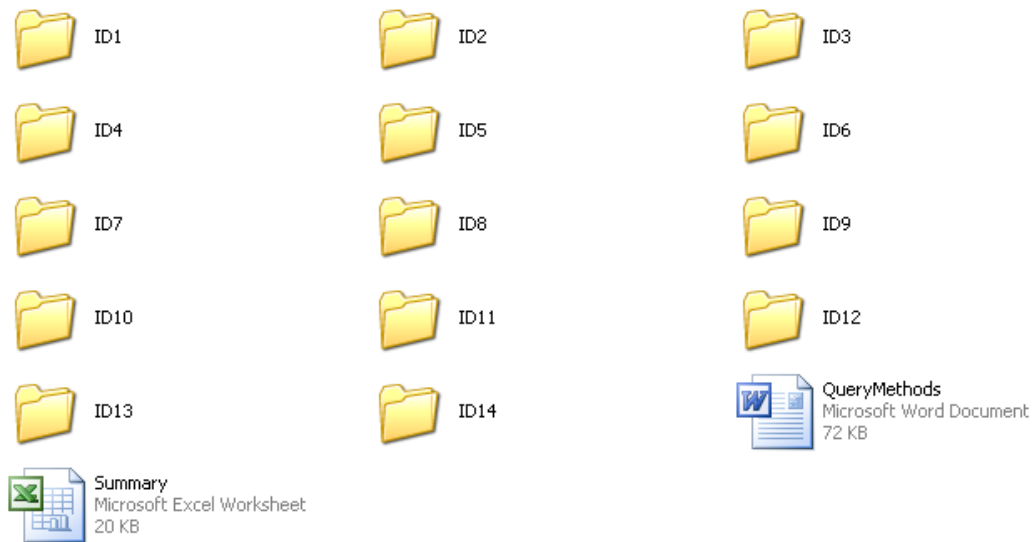 ID1
ID2
ID3
ID4
ID5
ID6
ID7
ID8
ID9
ID10
ID11
ID12
ID13
ID14
QueryMethods
Microsoft Word Document
72 KB
Summary
Microsoft Excel Worksheet
20 KB